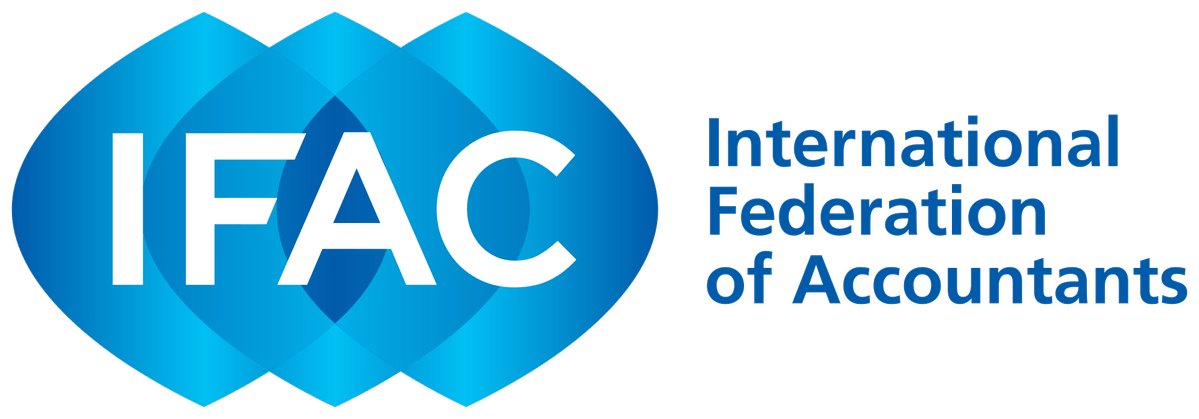 IFAC
International
Federation
of Accountants